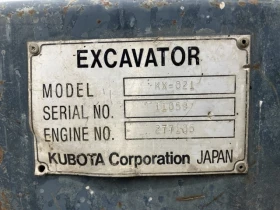 EXCAVATOR
MODEL
SERIAL NO.
ENGINE NO.
KUBOTA Corporation JAPAN